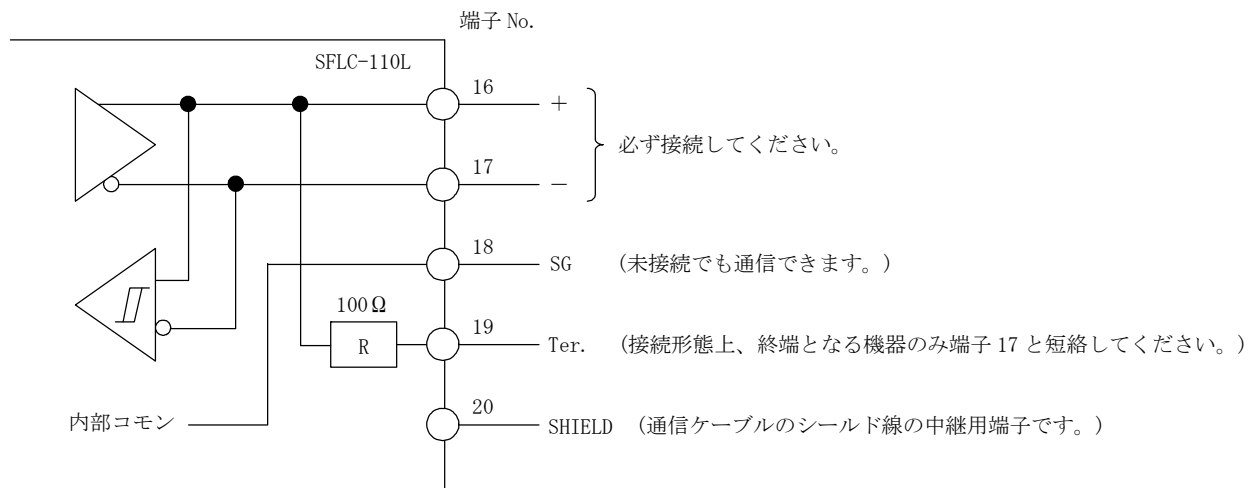 端子 No.
SFLC-110L
16
+
必ず接続してください。
17
-
18
SG (未接続でも通信できます。)
100Ω
R
19
Ter. (接続形態上、終端となる機器のみ端子 17 と短絡してください。)
内部コモン
20
SHIELD (通信ケーブルのシールド線の中継用端子です。)